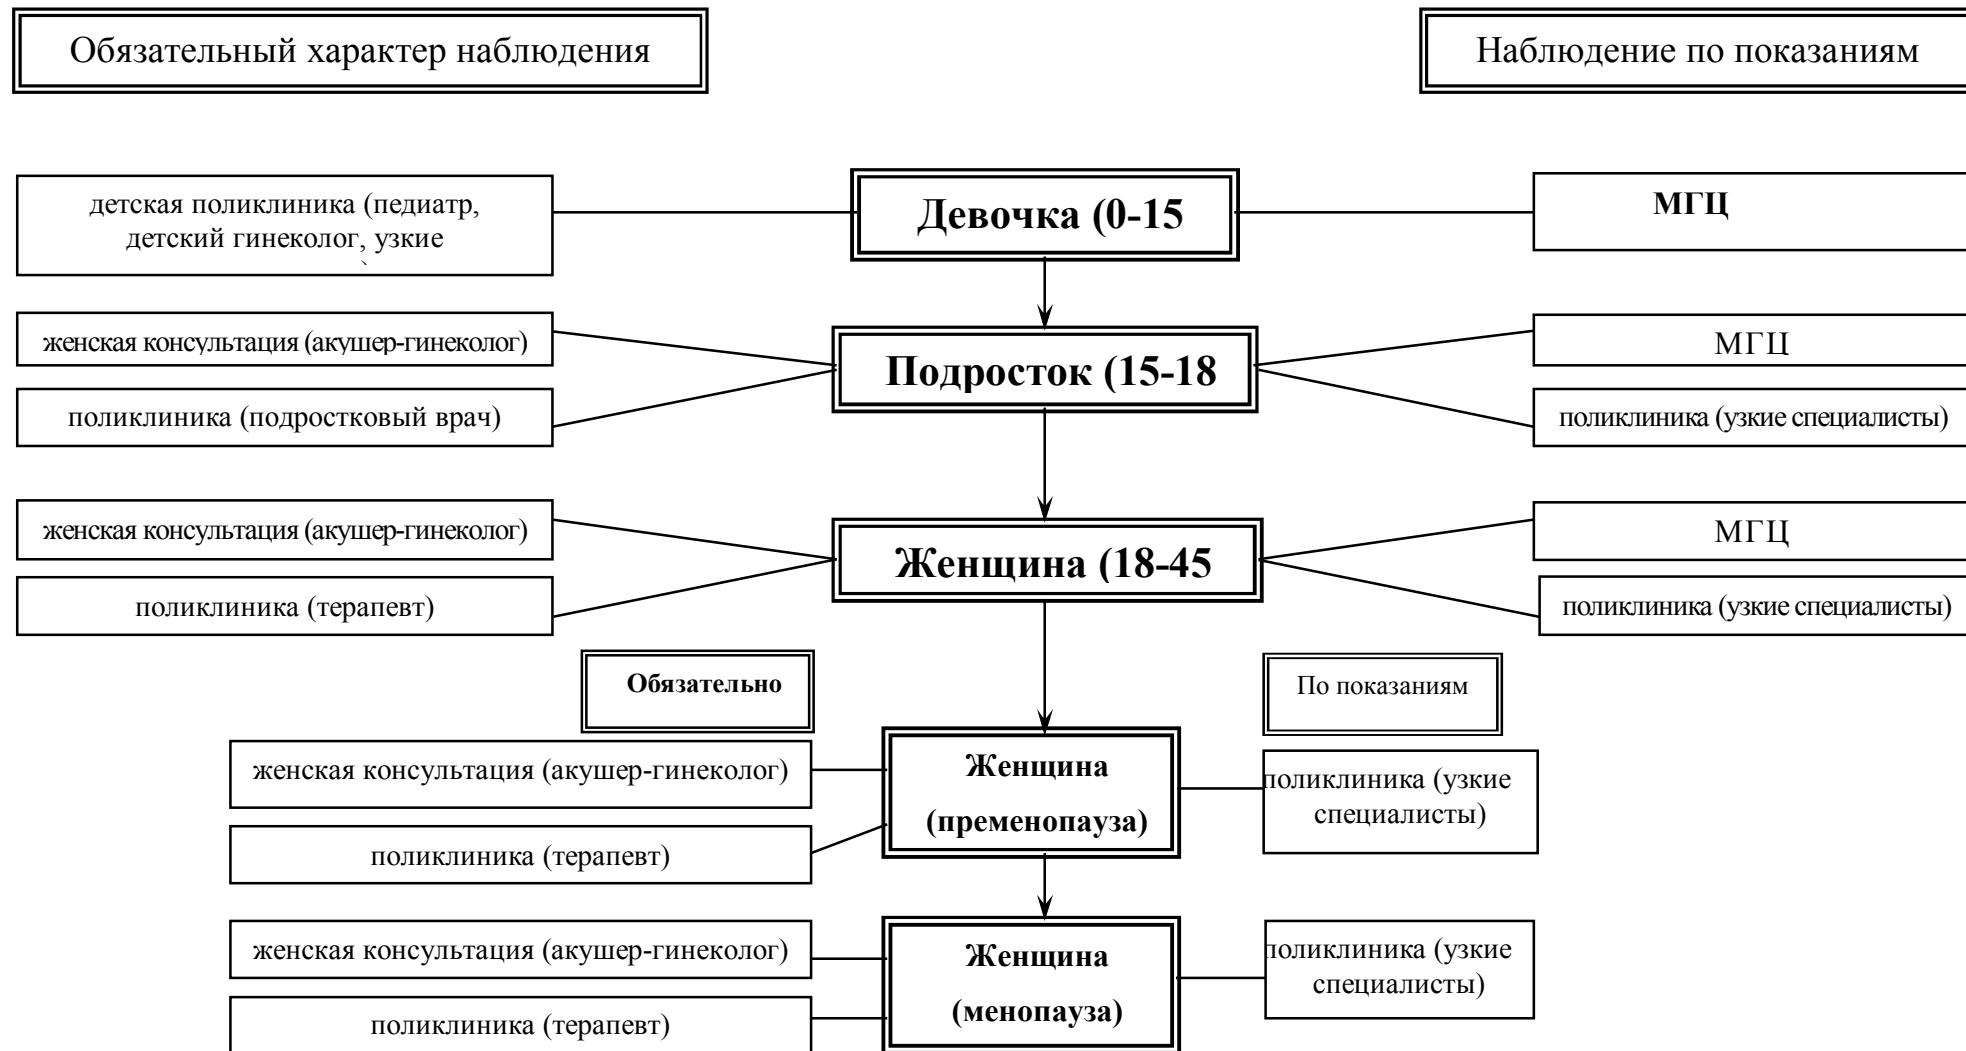 Обязательный характер наблюдения
Наблюдение по показаниям
детская поликлиника (педиатр,
детский гинеколог, узкие
Девочка (0-15
МГЦ
женская консультация (акушер-гинеколог)
Подросток (15-18
МГЦ
поликлиника (подростковый врач)
поликлиника (узкие специалисты)
женская консультация (акушер-гинеколог)
Женщина (18-45
МГЦ
поликлиника (терапевт)
поликлиника (узкие специалисты)
Обязательно
По показаниям
женская консультация (акушер-гинеколог)
поликлиника (терапевт)
Женщина
(пременопауза)
поликлиника (узкие
специалисты)
женская консультация (акушер-гинеколог)
поликлиника (терапевт)
Женщина
(менопауза)
поликлиника (узкие
специалисты)